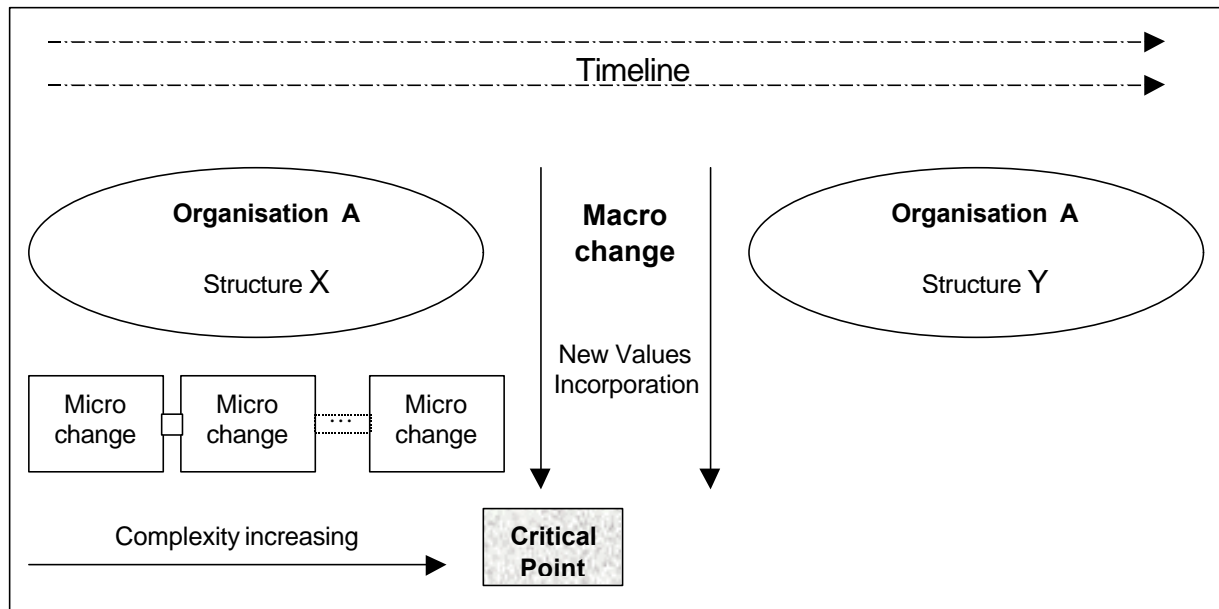 Timeline
Organisation A
Structure X
Macro
change
New Values
Incorporation
Organisation A
Structure Y
Micro
change
Micro
change
...
Micro
change
Complexity increasing
Critical
Point